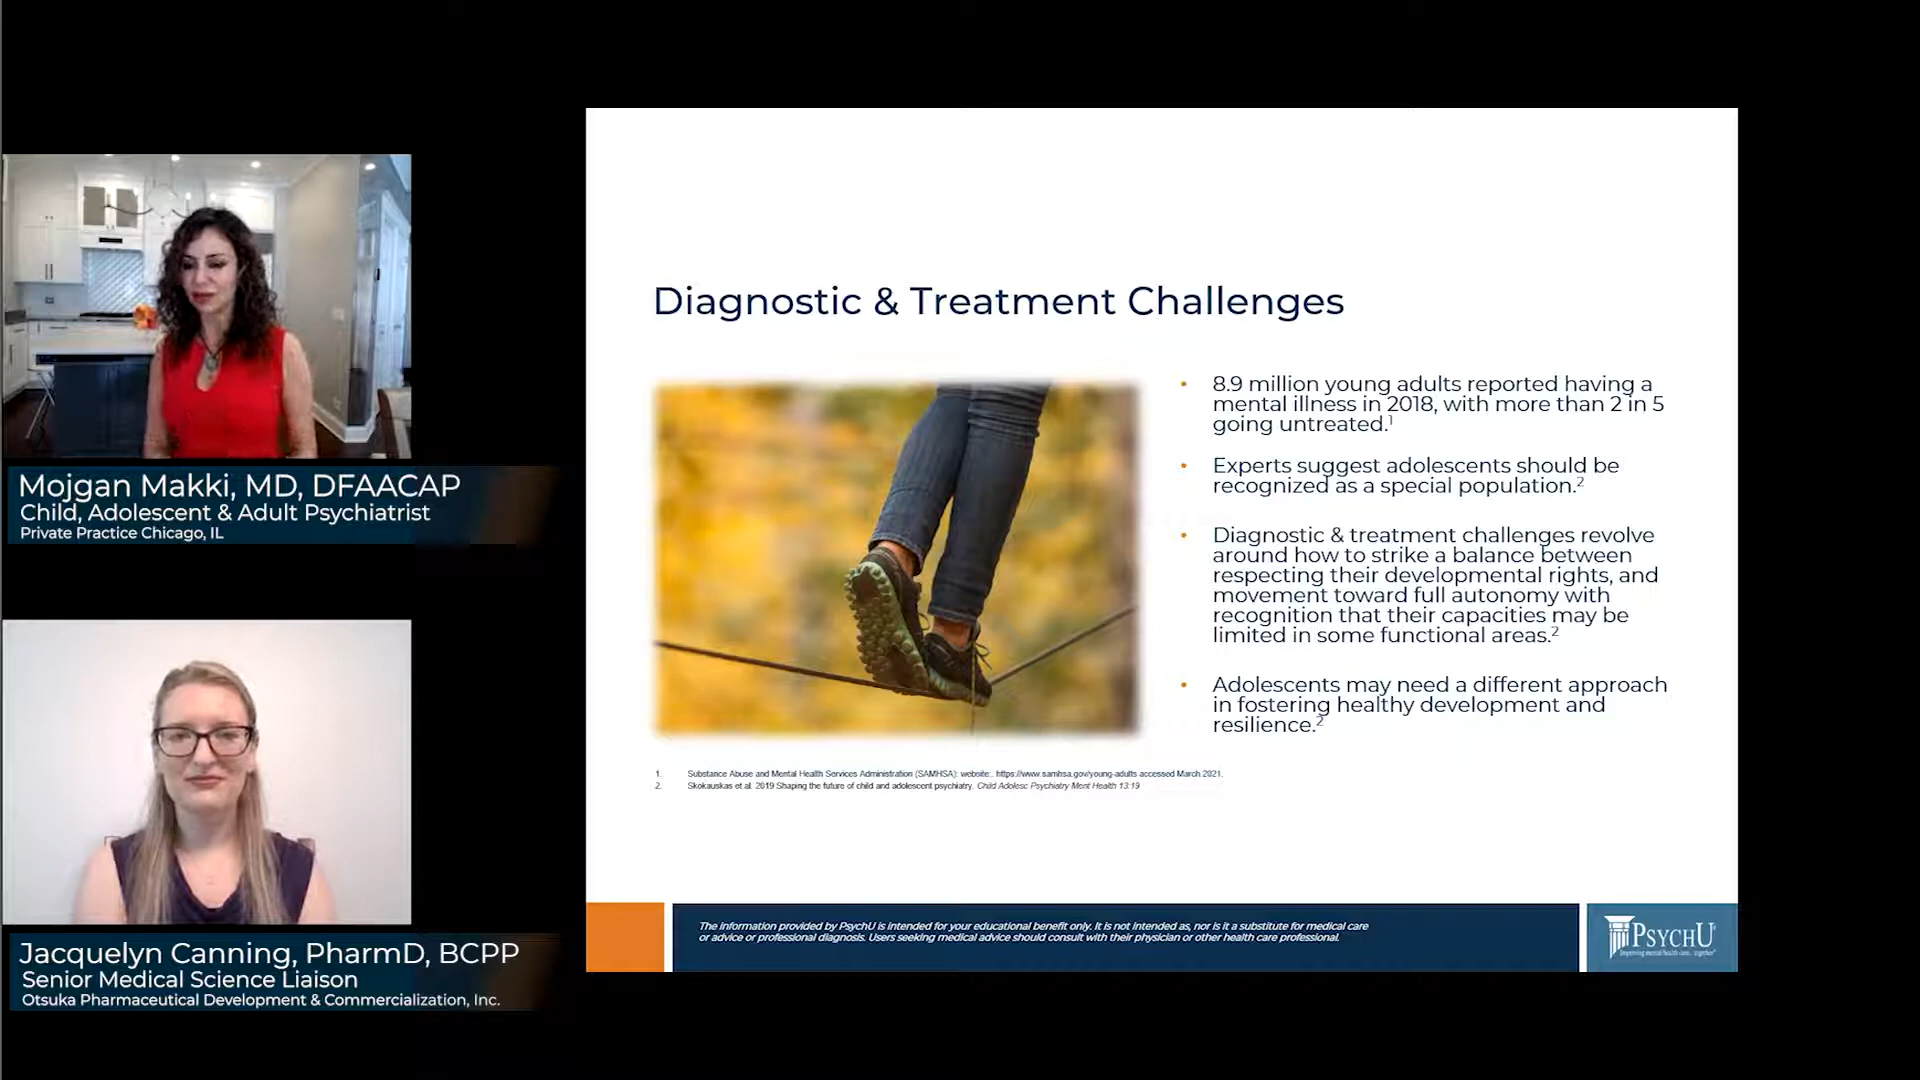 Mojgan Makki, MD, DFAACAP
Child, Adolescent & Adult Psychiatrist
Private Practice Chicago, IL
Jacquelyn Canning, PharmD, BCPP
Senior Medical Science Liaison
Otsuka Pharmaceutical Development & Commercialization, Inc.
Diagnostic & Treatment Challenges
• 8.9 million young adults reported having a
mental illness in 2018, with more than 2 in 5
going untreated.¹
• Experts suggest adolescents should be
recognized as a special population.²
• Diagnostic & treatment challenges revolve
around how to strike a balance between
respecting their developmental rights, and
movement toward full autonomy with
recognition that their capacities may be
limited in some functional areas.²
• Adolescents may need a different approach
in fostering healthy development and
resilience.²
1. Substance Abuse and Mental Health Services Administration (SAMHSA): website:. https://www.samhsa.gov/young-adults accessed March 2021.
2. Skokauskas et al. 2019 Shaping the future of child and adolescent psychiatry. Child Adolesc Psychiatry Ment Health 13:19
The information provided by PsychU is intended for your educational benefit only. It is not intended as, nor is it a substitute for medical care
or advice or professional diagnosis. Users seeking medical advice should consult with their physician or other health care professional.
PSYCHU®
Improving mental health care, together®